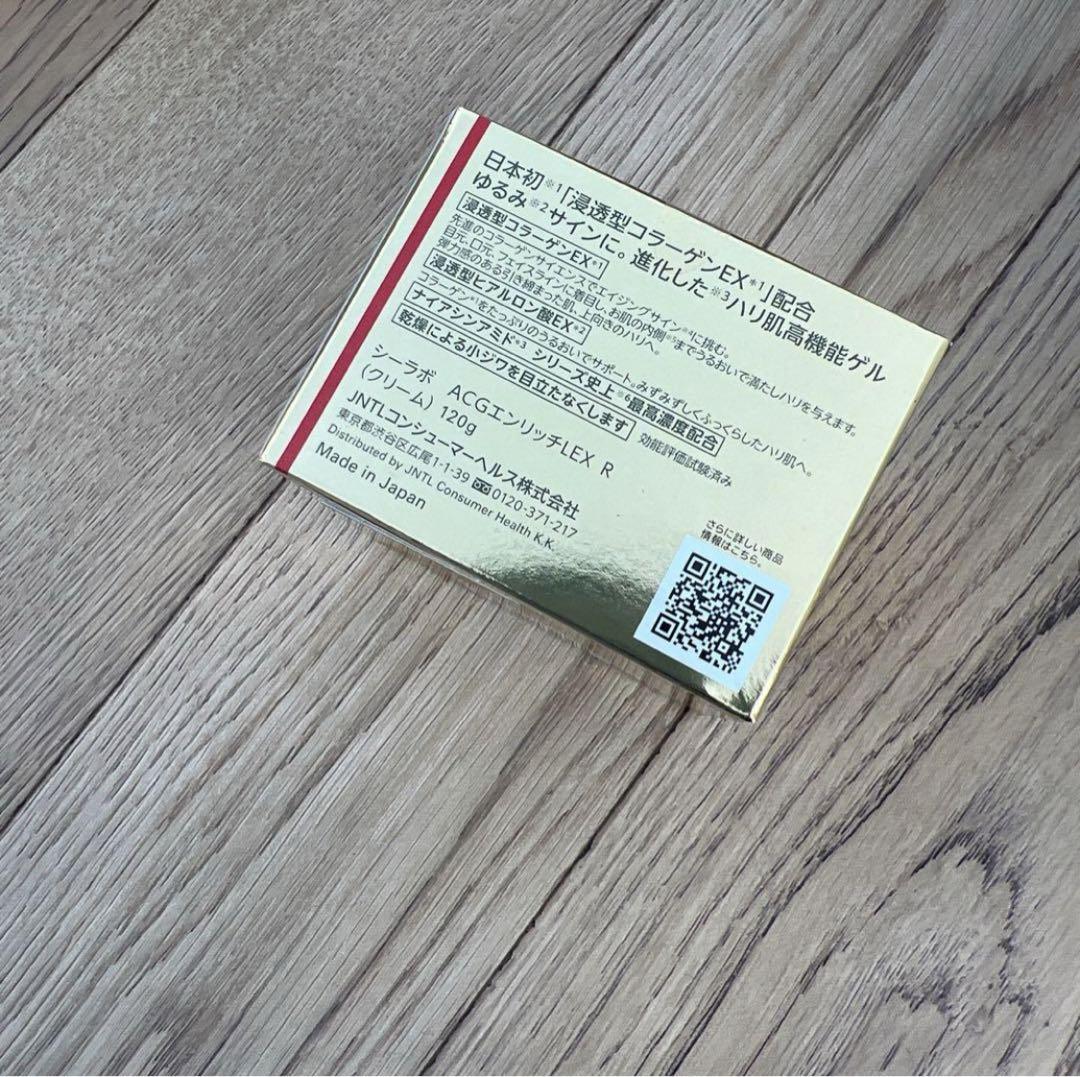 日本初※1「浸透型コラーゲンEX*1」配合
ゆるみ※2サインに。進化した※3ハリ肌高機能ゲル
浸透型コラーゲンEX*1
先進のコラーゲンサイエンスでエイジングサイン※4に挑む。
目元、口元、フェイスラインに着目し、お肌の内側※5までうるおいで満たしハリを与えます。
弾力感のある引き締まった肌、上向きのハリへ。
浸透型ヒアルロン酸EX*2
コラーゲン*1をたっぷりのうるおいでサポート。みずみずしくふっくらしたハリ肌へ。
ナイアシンアミド*3 シリーズ史上※6最高濃度配合
乾燥による小ジワを目立たなくします 効能評価試験済み
シーラボ ACGエンリッチLEX R
(クリーム) 120g
JNTLコンシューマーヘルス株式会社
東京都渋谷区広尾1-1-39 0120-371-217
Distributed by JNTL Consumer Health K.K.
Made in Japan
さらに詳しい商品
情報はこちら。